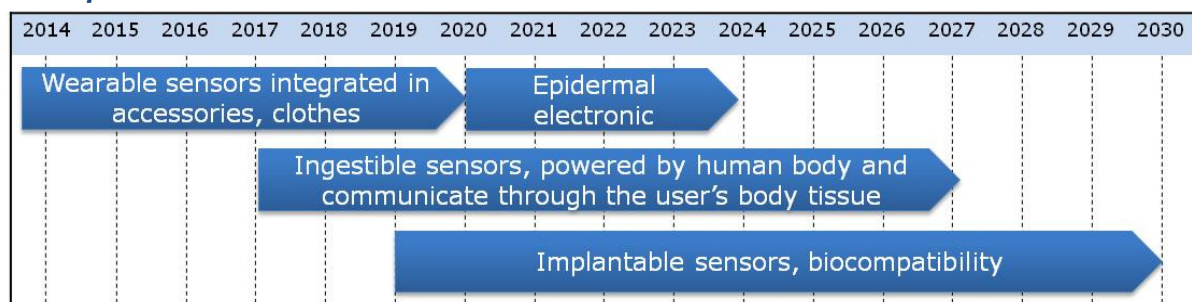 2014 2015 2016 2017 2018 2019 2020 2021 2022 2023 2024 2025 2026 2027 2028 2029 2030
Wearable sensors integrated in
accessories, clothes
Epidermal
electronic
Ingestible sensors, powered by human body and
communicate through the user's body tissue
Implantable sensors, biocompatibility